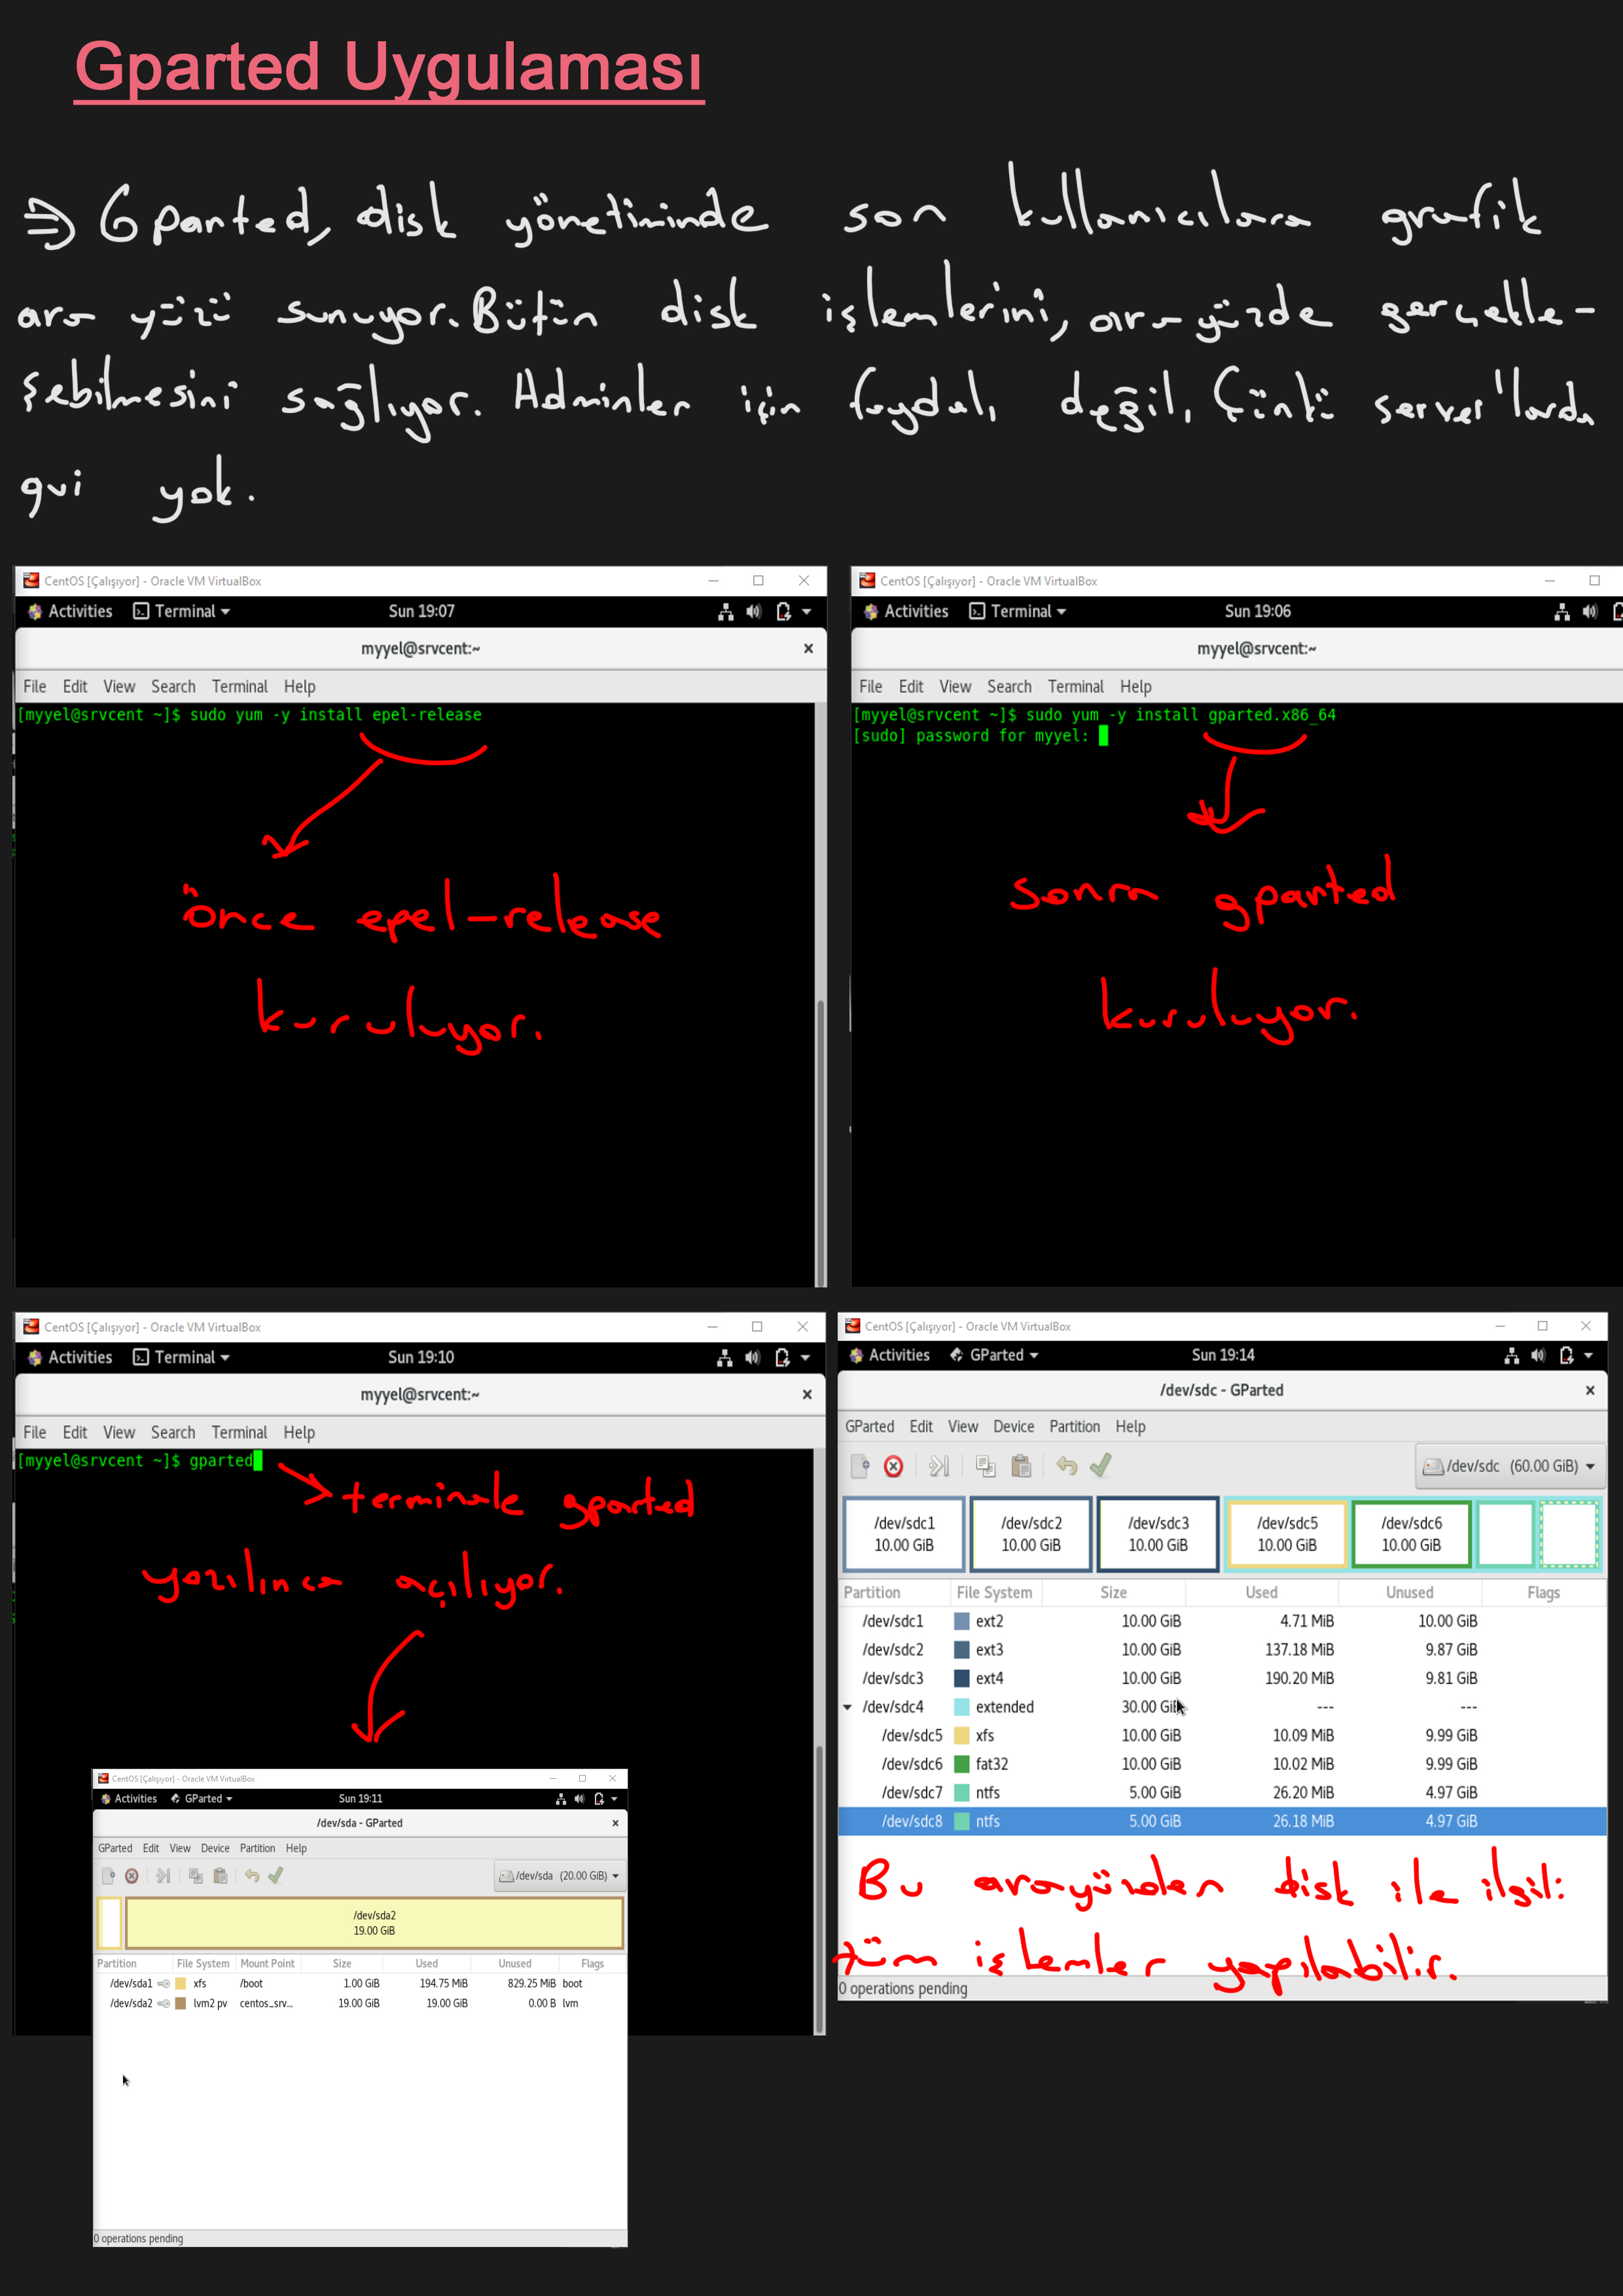 Gparted Uygulaması
⇒ Gparted, disk yönetiminde son kullanıcılara grafik
ara yüzü sunuyor. Bütün disk işlemlerini, ara yüzde gerçekle-
şebilmesini sağlıyor. Adminler için faydalı değil, Çünkü server'larda
gui yok.
CentOS [Çalışıyor] - Oracle VM VirtualBox
Activities Terminal Sun 19:07
myyel@srvcent:~
File Edit View Search Terminal Help
[myyel@srvcent ~]$ sudo yum -y install epel-release
önce epel-release
kuruluyor.
CentOS [Çalışıyor] - Oracle VM VirtualBox
Activities Terminal Sun 19:06
myyel@srvcent:~
File Edit View Search Terminal Help
[myyel@srvcent ~]$ sudo yum -y install gparted.x86_64
[sudo] password for myyel:
Sonra gparted
kuruluyor.
CentOS [Çalışıyor] - Oracle VM VirtualBox
Activities Terminal Sun 19:10
myyel@srvcent:~
File Edit View Search Terminal Help
[myyel@srvcent ~]$ gparted
terminale gparted
yazılınca açılıyor.
CentOS [Çalışıyor] - Oracle VM VirtualBox
Activities GParted Sun 19:11
/dev/sda - GParted
GParted Edit View Device Partition Help
/dev/sda (20.00 GiB)
/dev/sda2
19.00 GiB
Partition File System Mount Point Size Used Unused Flags
/dev/sda1 xfs /boot 1.00 GiB 194.75 MiB 829.25 MiB boot
/dev/sda2 lvm2 pv centos_srv... 19.00 GiB 19.00 GiB 0.00 B lvm
0 operations pending
CentOS [Çalışıyor] - Oracle VM VirtualBox
Activities GParted Sun 19:14
/dev/sdc - GParted
GParted Edit View Device Partition Help
/dev/sdc (60.00 GiB)
/dev/sdc1 /dev/sdc2 /dev/sdc3 /dev/sdc5 /dev/sdc6
10.00 GiB 10.00 GiB 10.00 GiB 10.00 GiB 10.00 GiB
Partition File System Size Used Unused Flags
/dev/sdc1 ext2 10.00 GiB 4.71 MiB 10.00 GiB
/dev/sdc2 ext3 10.00 GiB 137.18 MiB 9.87 GiB
/dev/sdc3 ext4 10.00 GiB 190.20 MiB 9.81 GiB
/dev/sdc4 extended 30.00 GiB --- ---
/dev/sdc5 xfs 10.00 GiB 10.09 MiB 9.99 GiB
/dev/sdc6 fat32 10.00 GiB 10.02 MiB 9.99 GiB
/dev/sdc7 ntfs 5.00 GiB 26.20 MiB 4.97 GiB
/dev/sdc8 ntfs 5.00 GiB 26.18 MiB 4.97 GiB
Bu arayüzden disk ile ilgili
tüm işlemler yapılabilir.
0 operations pending